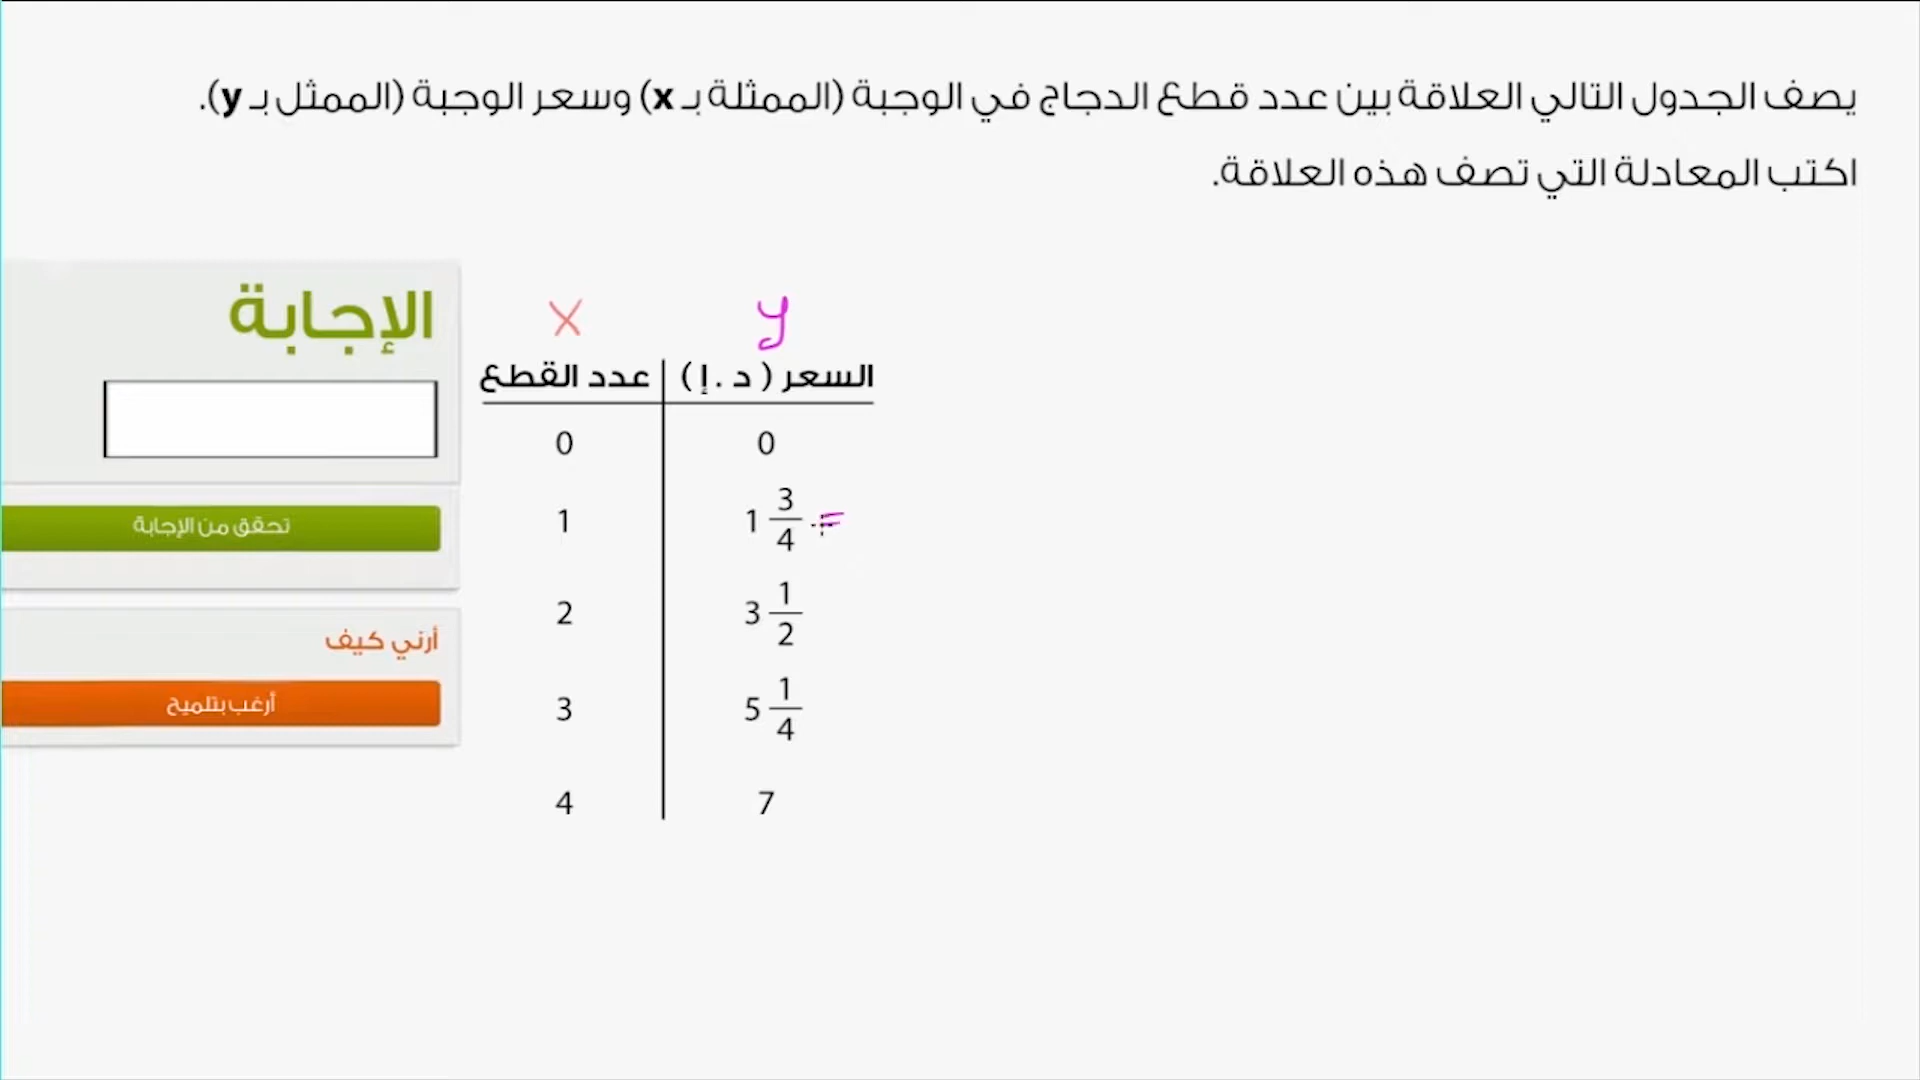 يصف الجدول التالي العلاقة بين عدد قطع الدجاج في الوجبة (الممثلة بـ x) وسعر الوجبة (الممثل بـ y).
اكتب المعادلة التي تصف هذه العلاقة.
الإجابة
تحقق من الإجابة
أرني كيف
أرغب بتلميح
x y
عدد القطع السعر (د.إ)
0 0
1 1 3/4 =
2 3 1/2
3 5 1/4
4 7